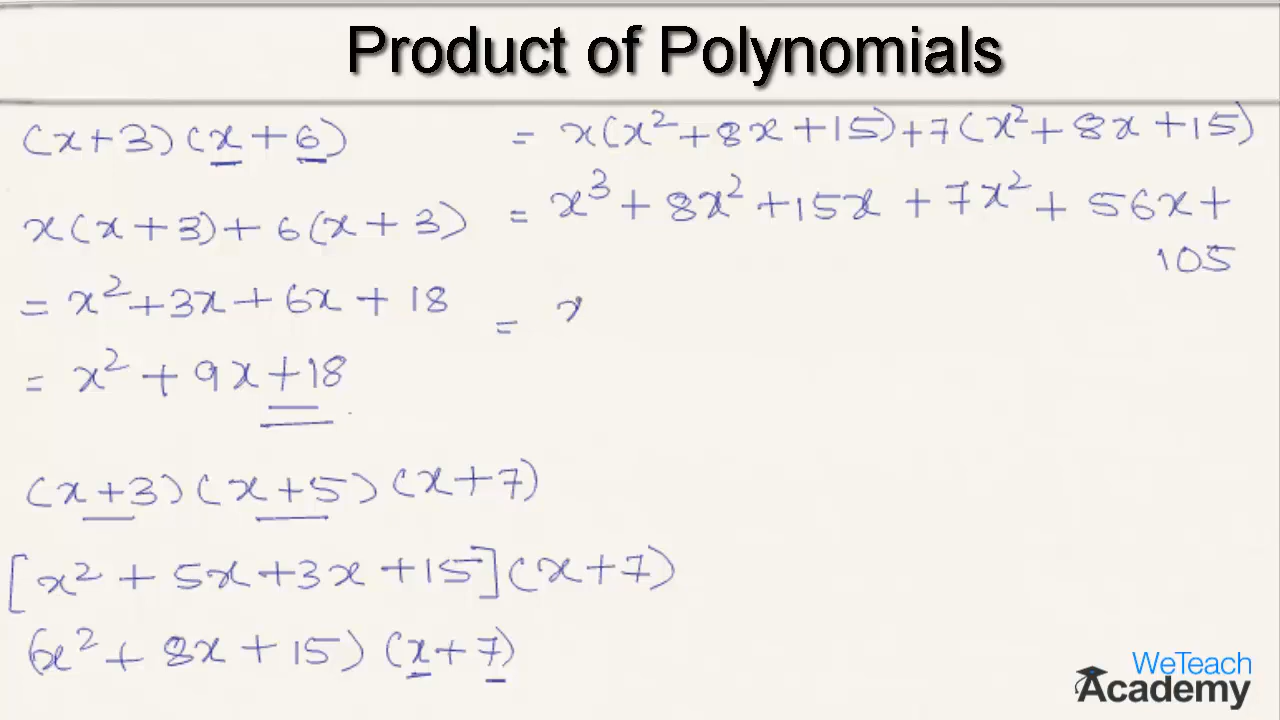 Product of Polynomials
(x+3)(x+6)
x(x+3)+6(x+3)
= x²+3x+6x+18
= x²+9x+18
(x+3)(x+5)(x+7)
[x²+5x+3x+15](x+7)
(x²+8x+15)(x+7)
= x(x²+8x+15)+7(x²+8x+15)
= x³+8x²+15x+7x²+56x+
105
= x
WeTeach
Academy